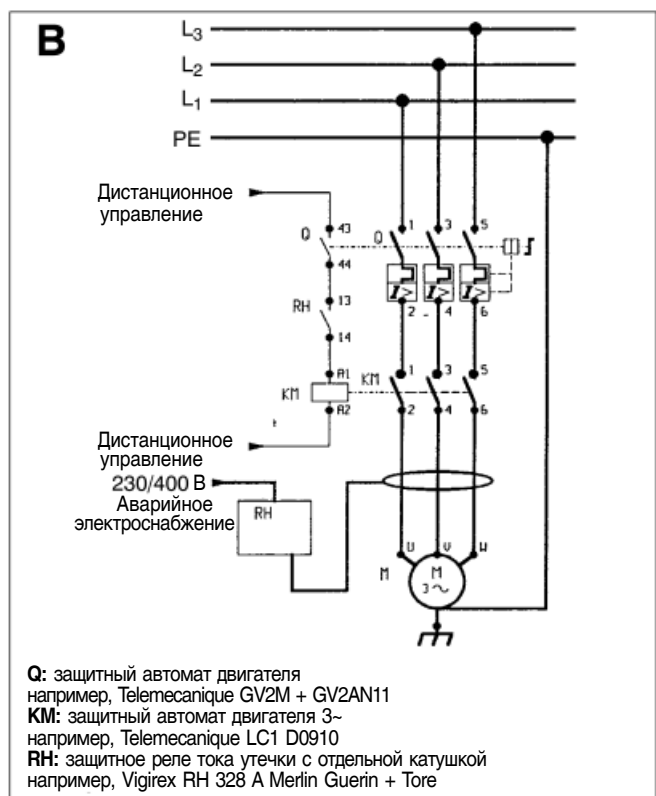 B
L3
L2
L1
PE
Дистанционное
управление
43
1
3
5
Q
Q
44
I>
I>
I>
13
2
4
6
RH
14
A1
1
3
5
KM
KM
A2
2
4
6
Дистанционное
управление
230/400 В
Аварийное
электроснабжение
RH
U
V
W
M
M
3~
Q: защитный автомат двигателя
например, Telemecanique GV2M + GV2AN11
KM: защитный автомат двигателя 3~
например, Telemecanique LC1 D0910
RH: защитное реле тока утечки с отдельной катушкой
например, Vigirex RH 328 A Merlin Guerin + Tore